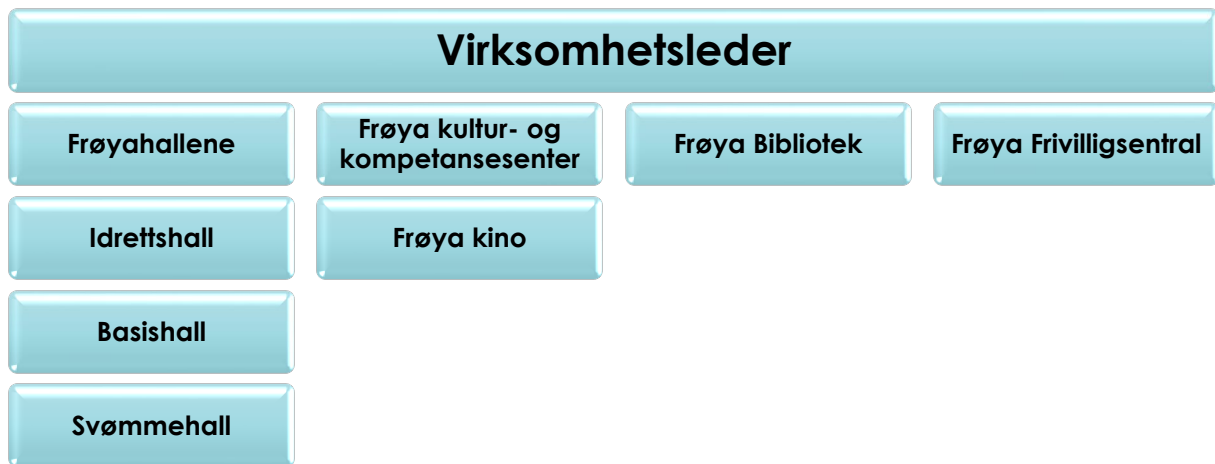 Virksomhetsleder
Frøyahallene
Frøya kultur- og
kompetansesenter
Frøya Bibliotek
Frøya Frivilligsentral
Idrettshall
Frøya kino
Basishall
Svømmehall